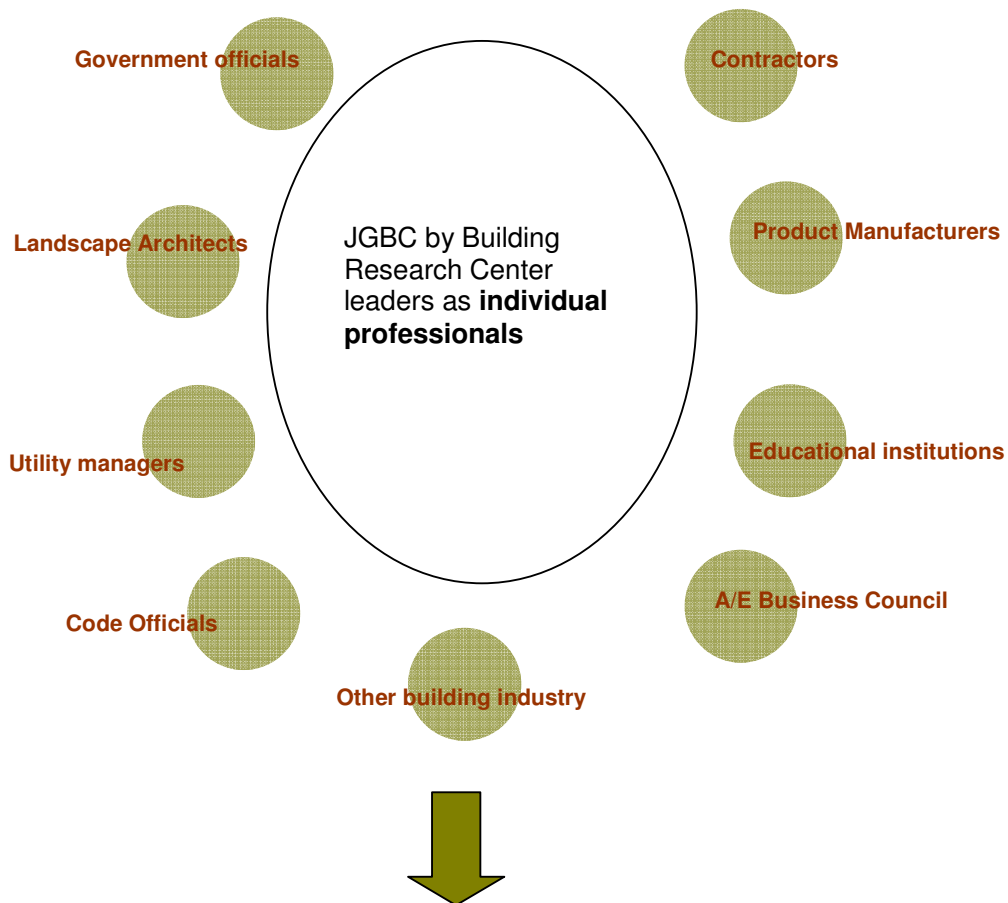 Government officials
Contractors
Landscape Architects
Product Manufacturers
JGBC by Building
Research Center
leaders as individual
professionals
Utility managers
Educational institutions
Code Officials
A/E Business Council
Other building industry